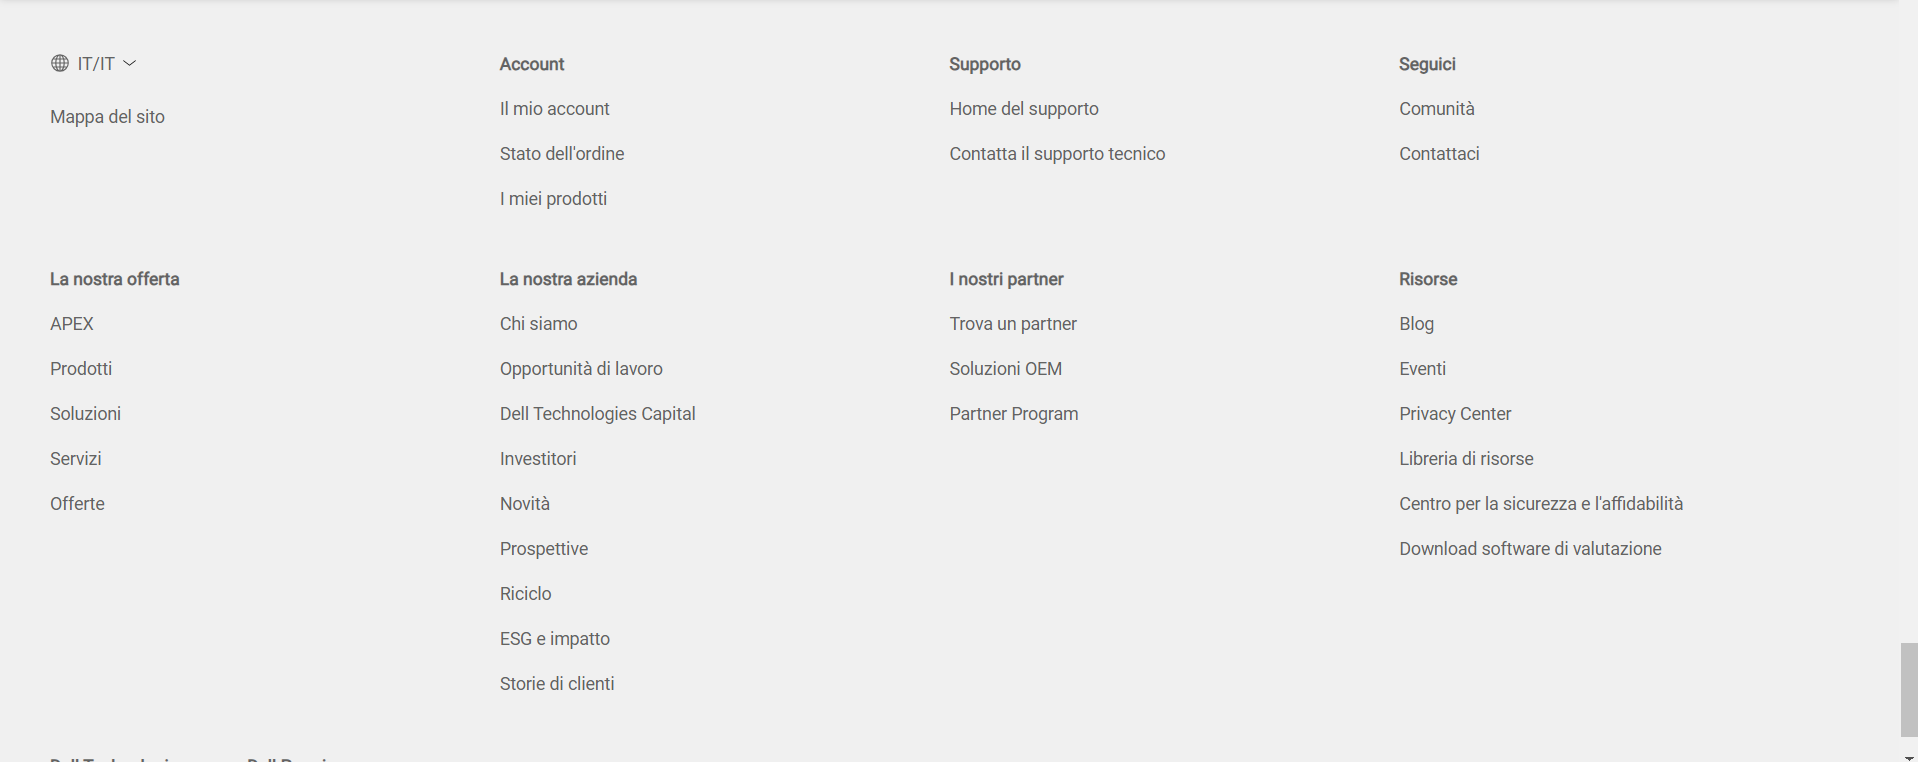 IT/IT
Mappa del sito
Account
Il mio account
Stato dell'ordine
I miei prodotti
Supporto
Home del supporto
Contatta il supporto tecnico
Seguici
Comunità
Contattaci
La nostra offerta
APEX
Prodotti
Soluzioni
Servizi
Offerte
La nostra azienda
Chi siamo
Opportunità di lavoro
Dell Technologies Capital
Investitori
Novità
Prospettive
Riciclo
ESG e impatto
Storie di clienti
I nostri partner
Trova un partner
Soluzioni OEM
Partner Program
Risorse
Blog
Eventi
Privacy Center
Libreria di risorse
Centro per la sicurezza e l'affidabilità
Download software di valutazione